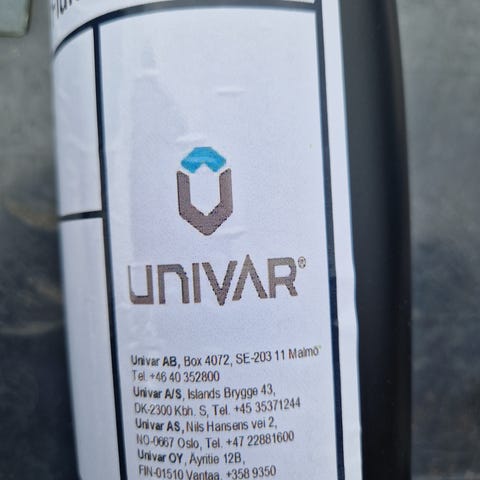 UNIVAR®
Univar AB, Box 4072, SE-203 11 Malmö
Tel. +46 40 352800
Univar A/S, Islands Brygge 43,
DK-2300 Kbh. S, Tel. +45 35371244
Univar AS, Nils Hansens vei 2,
NO-0667 Oslo, Tel. +47 22881600
Univar OY, Äyritie 12B,
FIN-01510 Vantaa, +358 9350